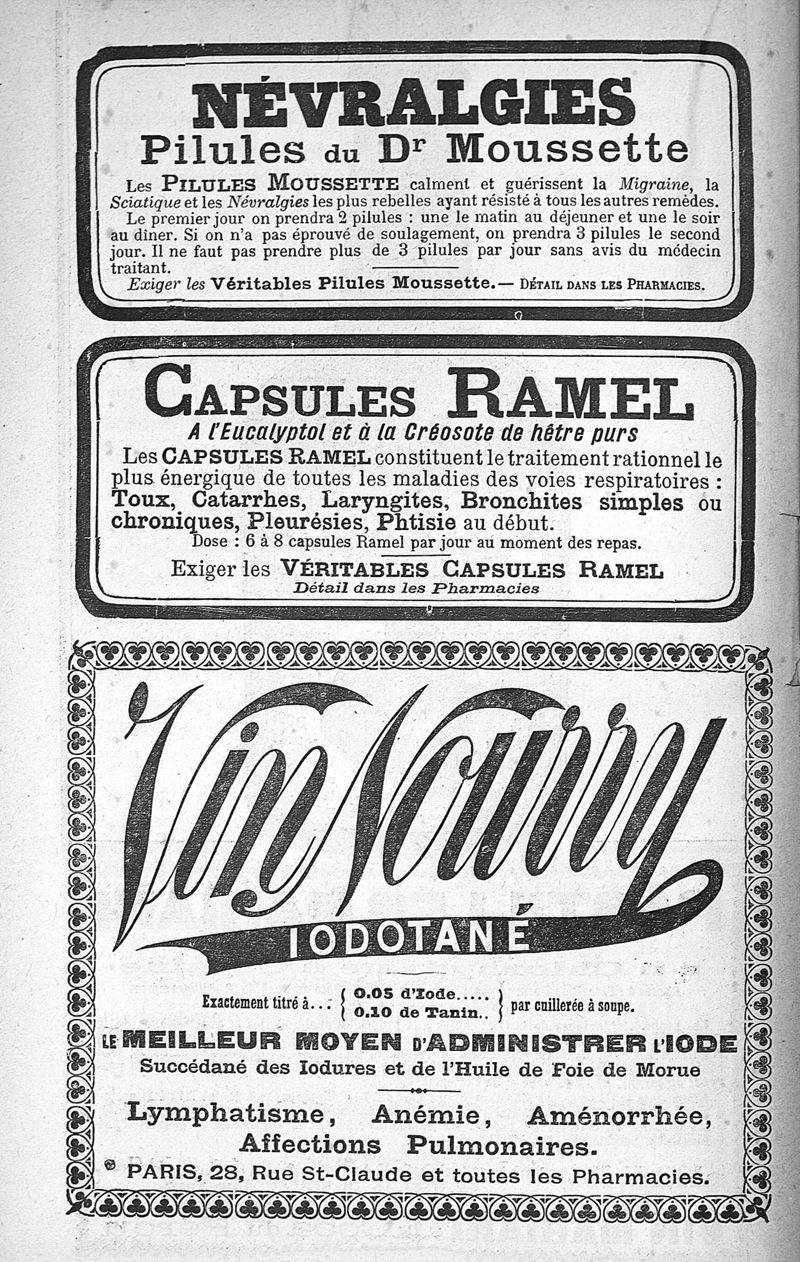 NÉVRALGIES
Pilules du Dr Moussette
Les PILULES MOUSSETTE calment et guérissent la Migraine, la
Sciatique et les Névralgies les plus rebelles ayant résisté à tous les autres remèdes.
Le premier jour on prendra 2 pilules : une le matin au déjeuner et une le soir
au dîner. Si on n'a pas éprouvé de soulagement, on prendra 3 pilules le second
jour. Il ne faut pas prendre plus de 3 pilules par jour sans avis du médecin
traitant.
Exiger les Véritables Pilules Moussette.— DÉTAIL DANS LES PHARMACIES.
CAPSULES RAMEL
A l'Eucalyptol et à la Créosote de hêtre purs
Les CAPSULES RAMEL constituent le traitement rationnel le
plus énergique de toutes les maladies des voies respiratoires :
Toux, Catarrhes, Laryngites, Bronchites simples ou
chroniques, Pleurésies, Phtisie au début.
Dose : 6 à 8 capsules Ramel par jour au moment des repas.
Exiger les VÉRITABLES CAPSULES RAMEL
Détail dans les Pharmacies
Vin Nourry
IODOTANÉ
Exactement titré à... { 0.05 d'Iode..... } par cuillerée à soupe.
0.10 de Tanin..
LE MEILLEUR MOYEN D'ADMINISTRER L'IODE
Succédané des Iodures et de l'Huile de Foie de Morue
Lymphatisme, Anémie, Aménorrhée,
Affections Pulmonaires.
PARIS, 28, Rue St-Claude et toutes les Pharmacies.